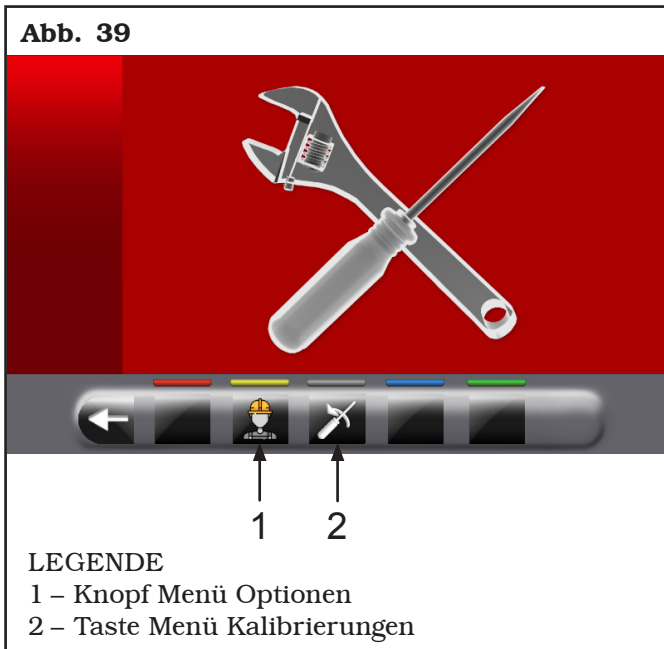 Abb. 39
1 2
LEGENDE
1 – Knopf Menü Optionen
2 – Taste Menü Kalibrierungen